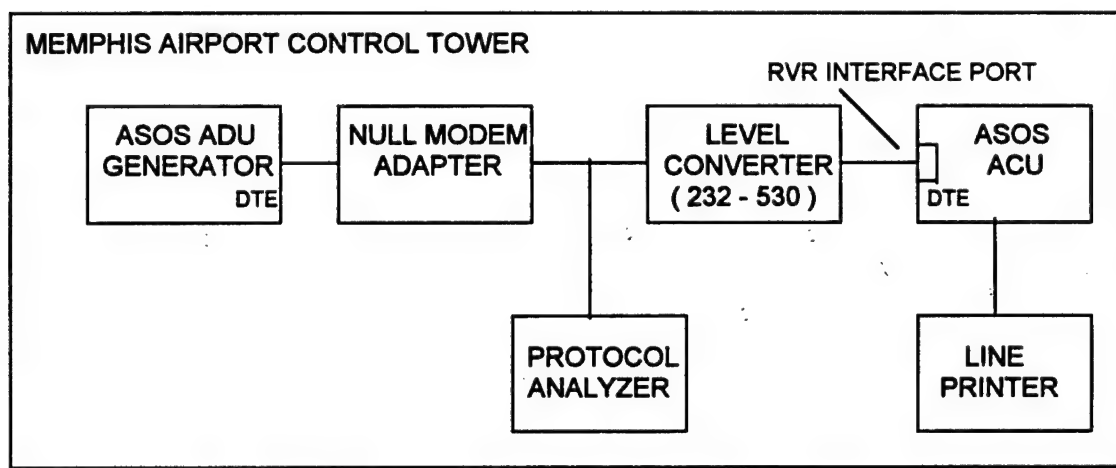 MEMPHIS AIRPORT CONTROL TOWER
RVR INTERFACE PORT
ASOS ADU
GENERATOR
DTE
NULL MODEM
ADAPTER
LEVEL
CONVERTER
( 232 - 530 )
ASOS
ACU
DTE
PROTOCOL
ANALYZER
LINE
PRINTER